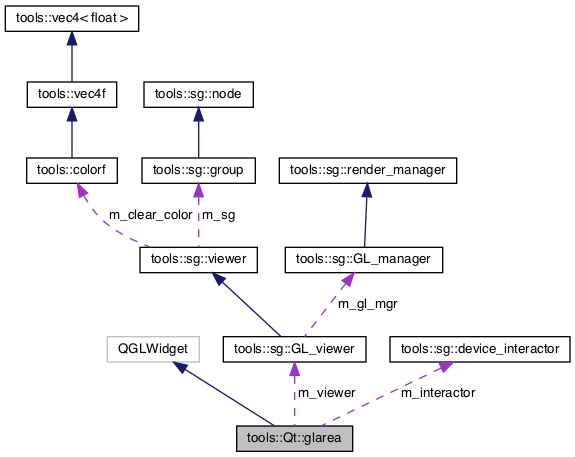 tools::vec4< float >
tools::vec4f
tools::sg::node
tools::colorf
tools::sg::group
tools::sg::render_manager
m_clear_color
m_sg
tools::sg::viewer
tools::sg::GL_manager
m_gl_mgr
QGLWidget
tools::sg::GL_viewer
tools::sg::device_interactor
m_viewer
m_interactor
tools::Qt::glarea